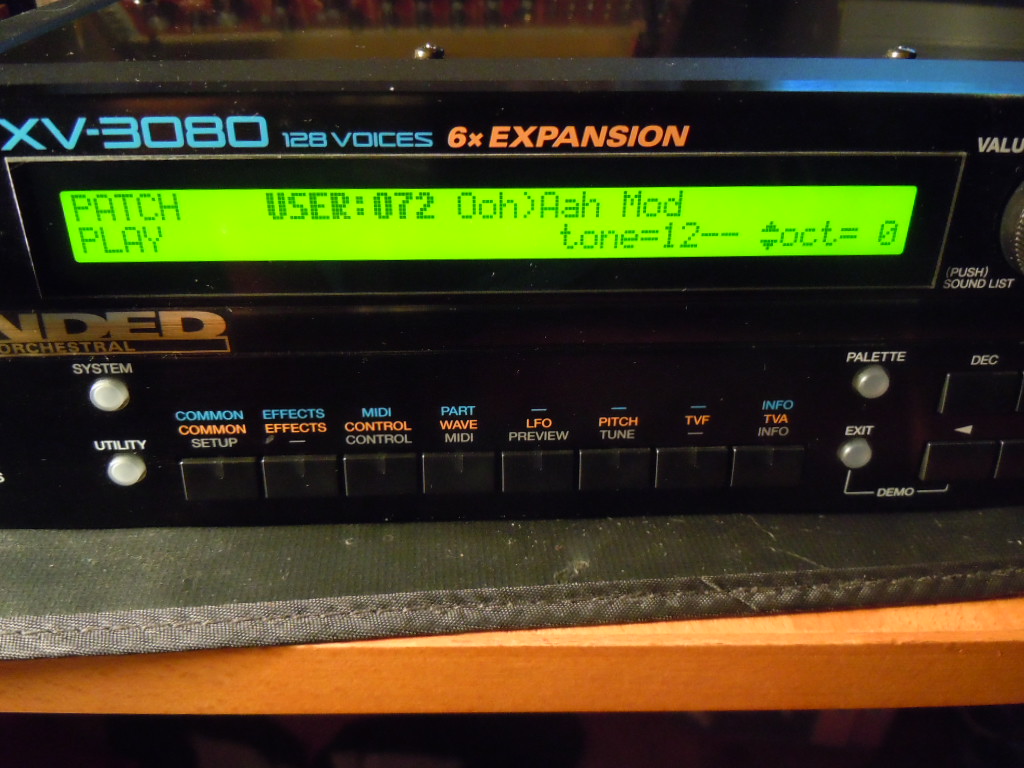 XV-3080 128 VOICES 6x EXPANSION
VALU
PATCH USER:072 Ooh)Aah Mod
PLAY tone=12-- oct= 0
(PUSH)
SOUND LIST
NDED
ORCHESTRAL
SYSTEM
UTILITY
COMMON EFFECTS MIDI PART — — — INFO
COMMON EFFECTS CONTROL WAVE LFO PITCH TVF TVA
SETUP — CONTROL MIDI PREVIEW TUNE — INFO
PALETTE
DEC
EXIT
DEMO